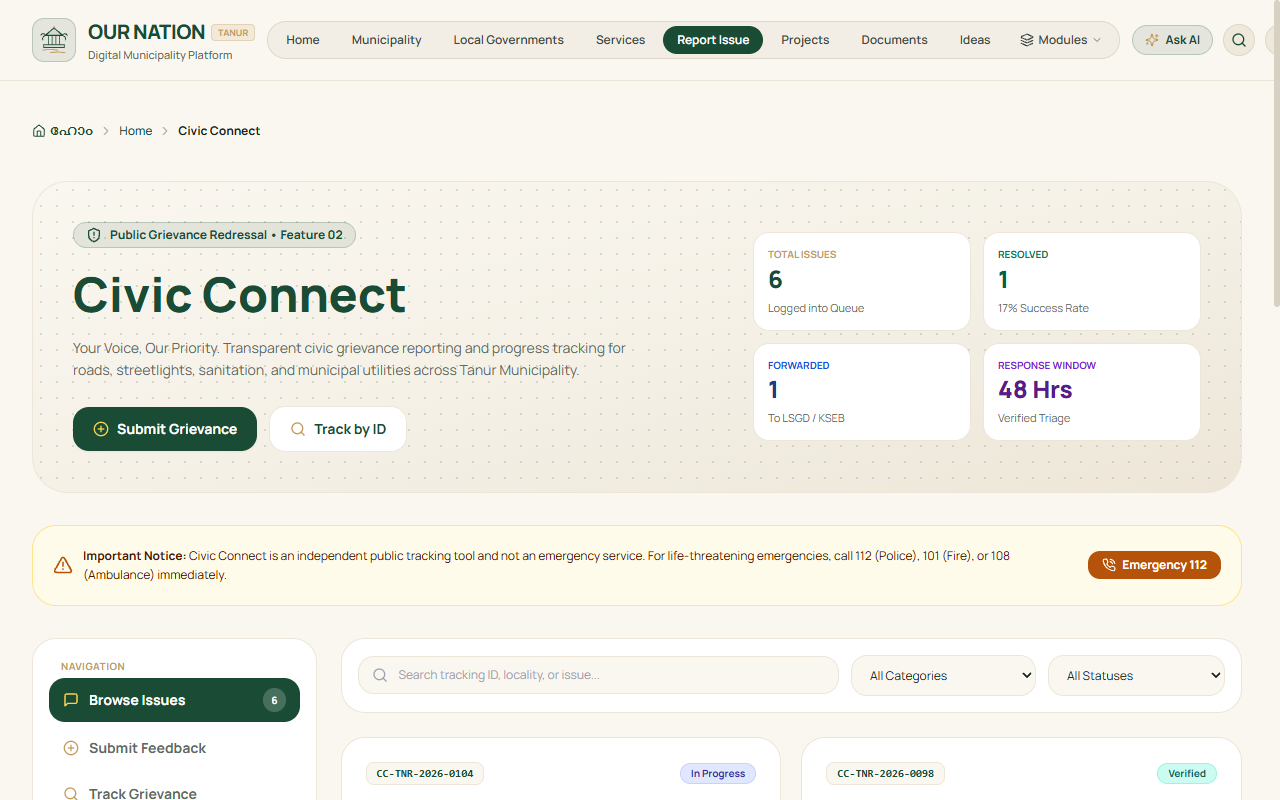 OUR NATION TANUR
Digital Municipality Platform
Home
Municipality
Local Governments
Services
Report Issue
Projects
Documents
Ideas
Modules
Ask AI
ഹോം
Home
Civic Connect
Public Grievance Redressal • Feature 02
Civic Connect
Your Voice, Our Priority. Transparent civic grievance reporting and progress tracking for
roads, streetlights, sanitation, and municipal utilities across Tanur Municipality.
Submit Grievance
Track by ID
TOTAL ISSUES
6
Logged into Queue
RESOLVED
1
17% Success Rate
FORWARDED
1
To LSGD / KSEB
RESPONSE WINDOW
48 Hrs
Verified Triage
Important Notice: Civic Connect is an independent public tracking tool and not an emergency service. For life-threatening emergencies, call 112 (Police), 101 (Fire), or 108
(Ambulance) immediately.
Emergency 112
NAVIGATION
Browse Issues 6
Submit Feedback
Track Grievance
Search tracking ID, locality, or issue...
All Categories
All Statuses
CC-TNR-2026-0104
In Progress
CC-TNR-2026-0098
Verified